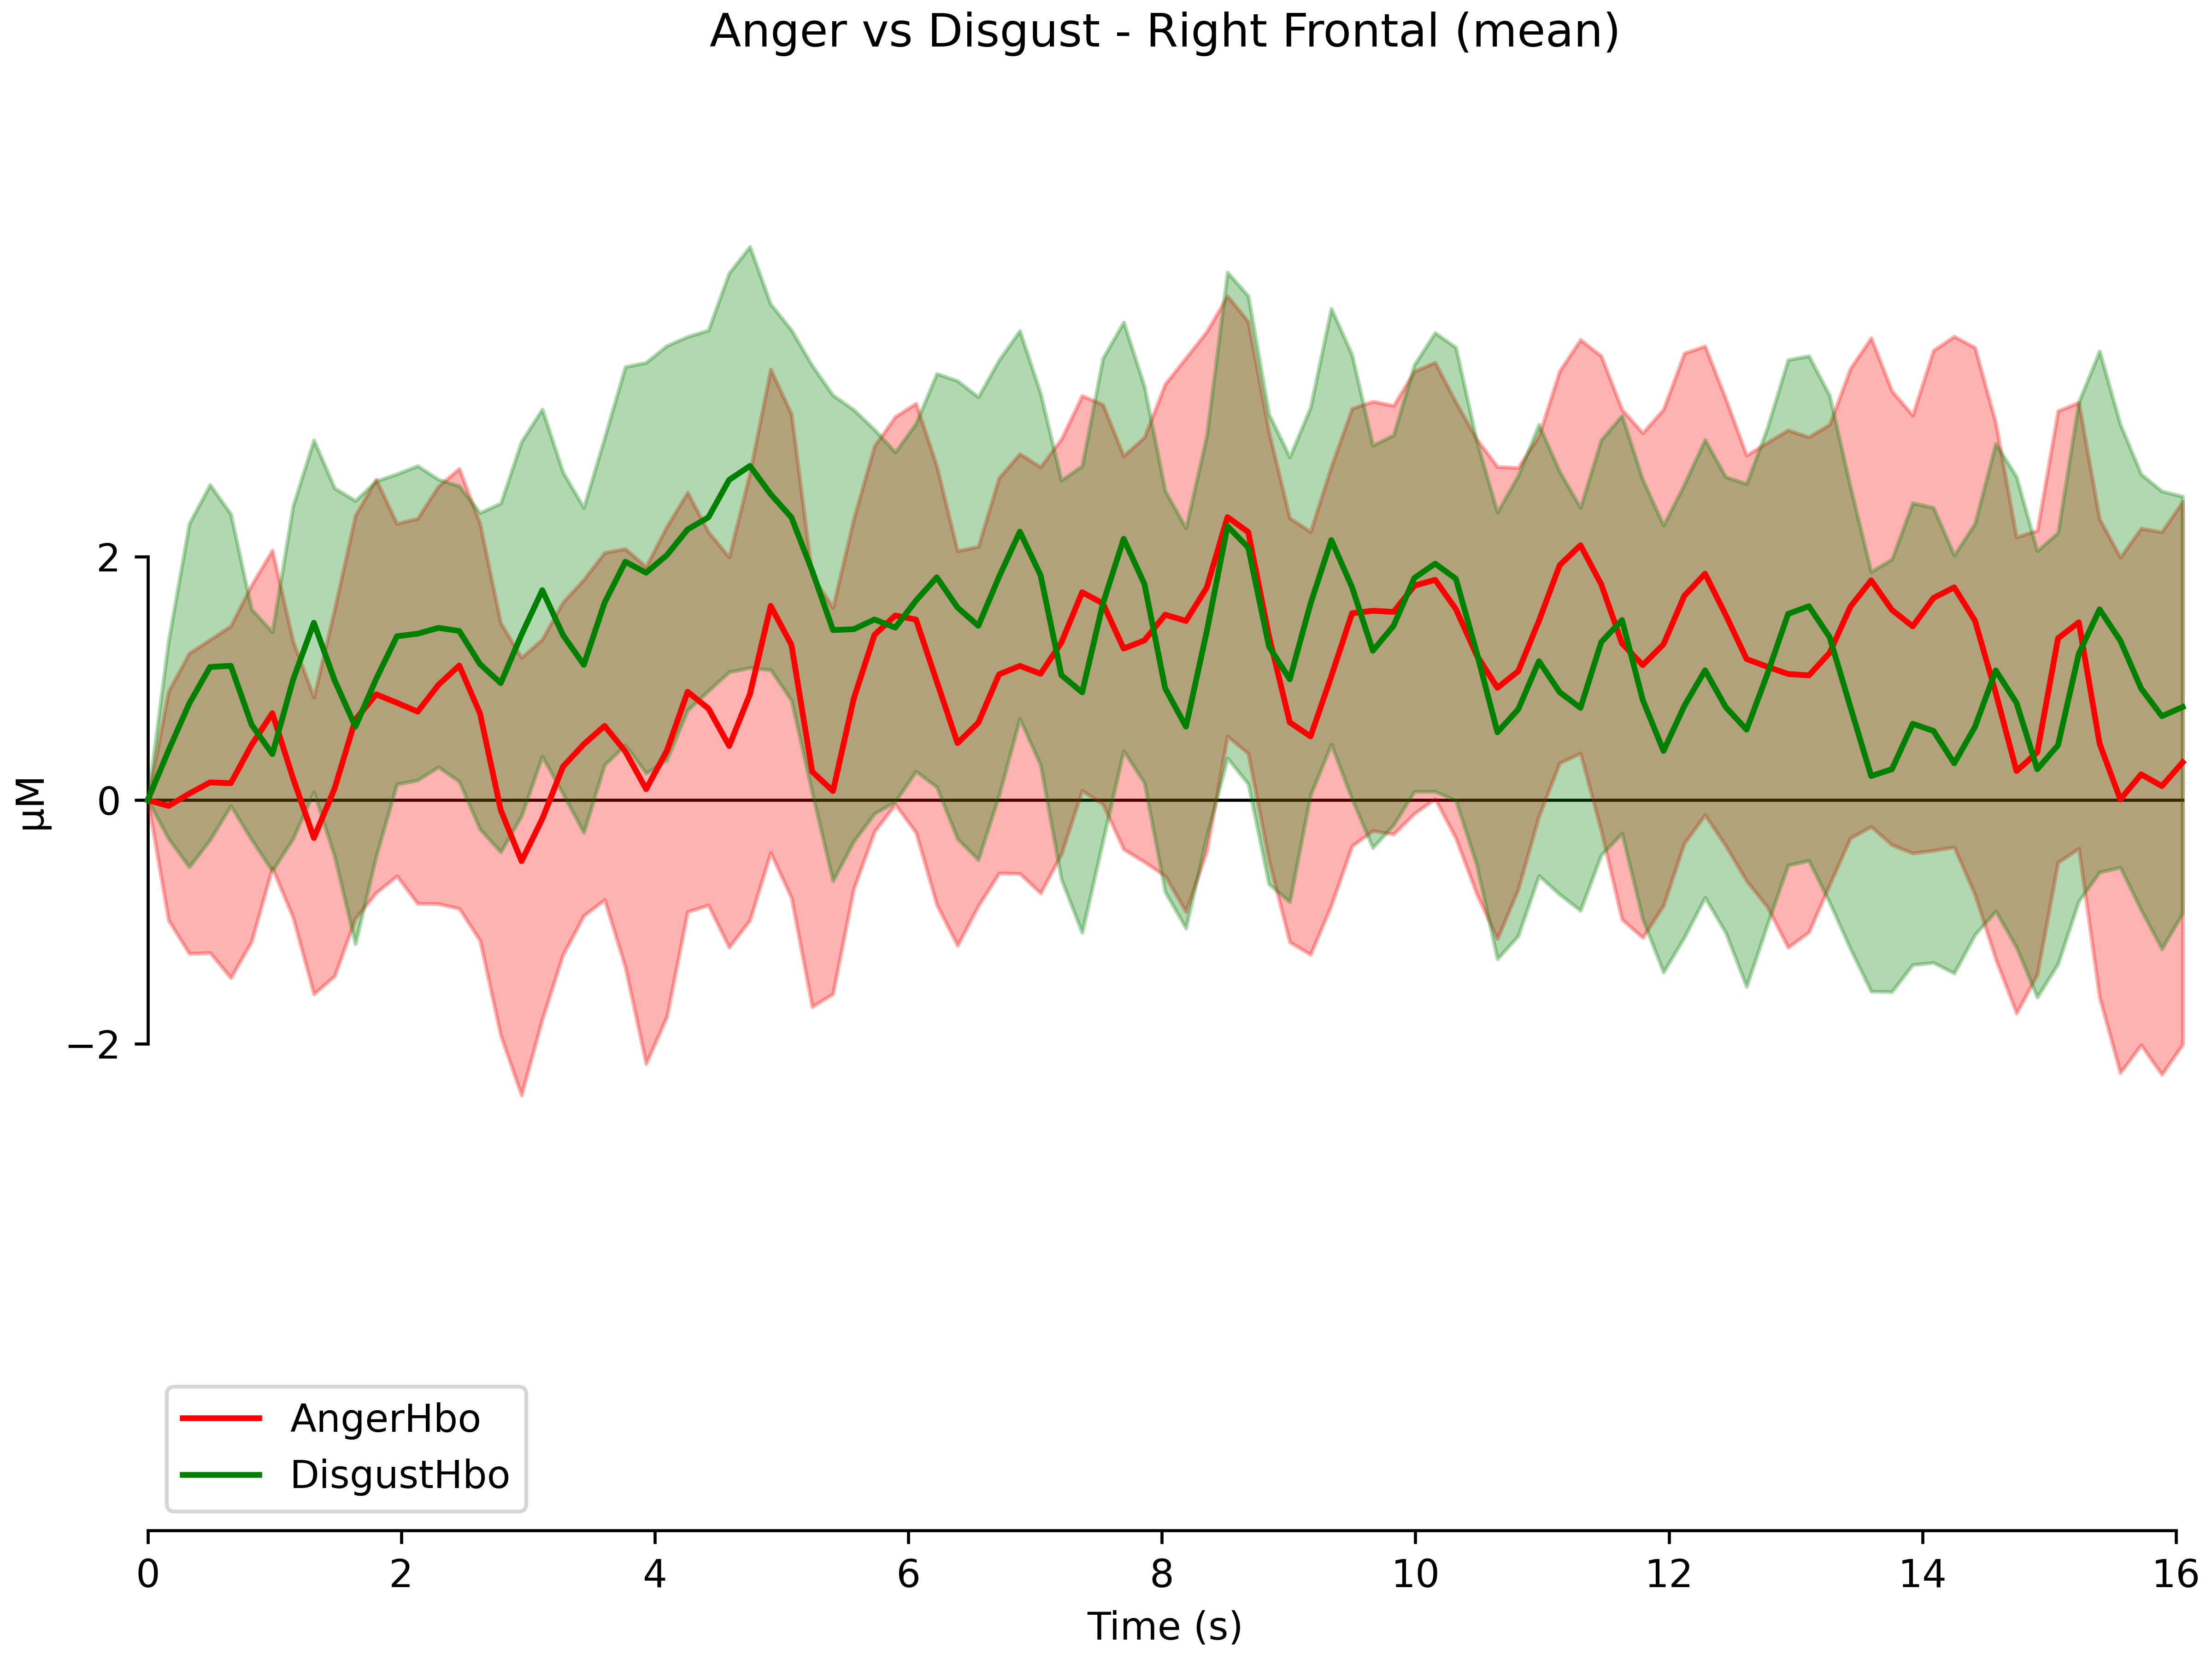 Anger vs Disgust - Right Frontal (mean)
µM
2
0
−2
AngerHbo
DisgustHbo
0 2 4 6 8 10 12 14 16
Time (s)